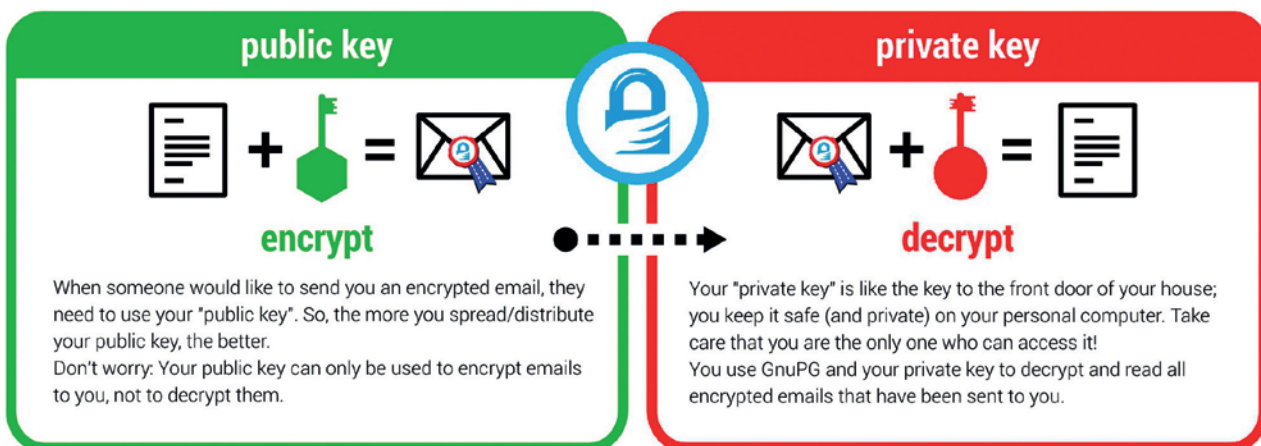 public key
+ =
encrypt
When someone would like to send you an encrypted email, they
need to use your "public key". So, the more you spread/distribute
your public key, the better.
Don't worry: Your public key can only be used to encrypt emails
to you, not to decrypt them.
private key
+ =
decrypt
Your "private key" is like the key to the front door of your house;
you keep it safe (and private) on your personal computer. Take
care that you are the only one who can access it!
You use GnuPG and your private key to decrypt and read all
encrypted emails that have been sent to you.